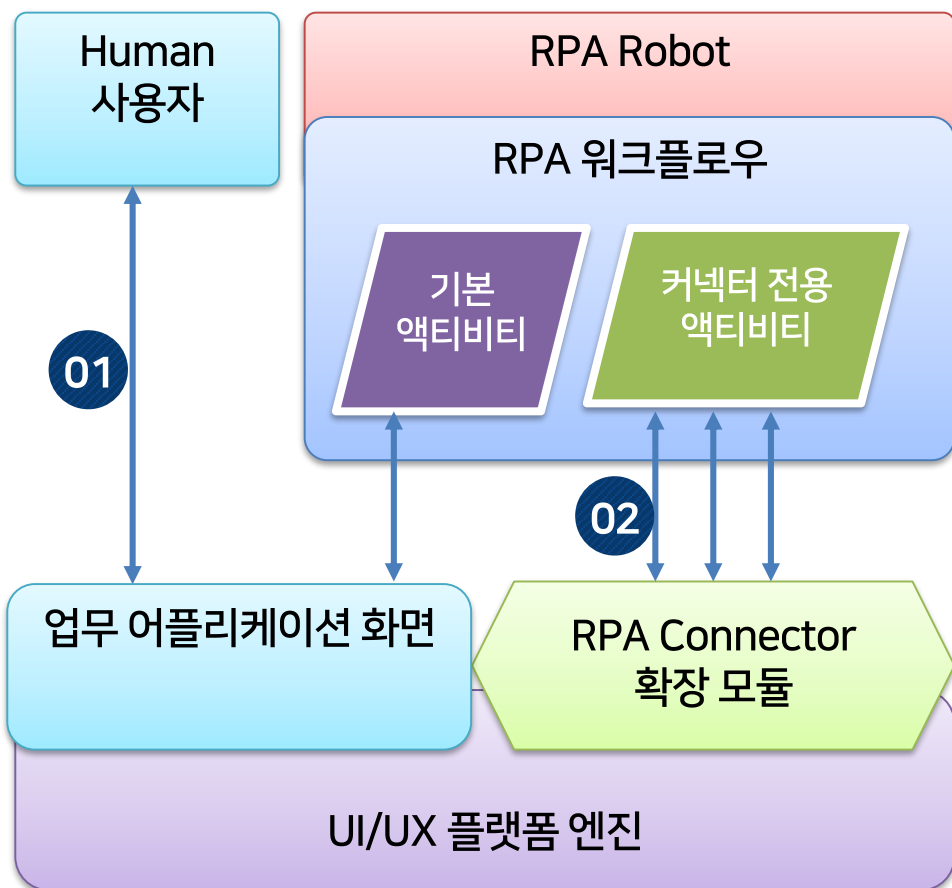 Human
사용자
RPA Robot
RPA 워크플로우
기본
액티비티
커넥터 전용
액티비티
01
02
업무 어플리케이션 화면
RPA Connector
확장 모듈
UI/UX 플랫폼 엔진